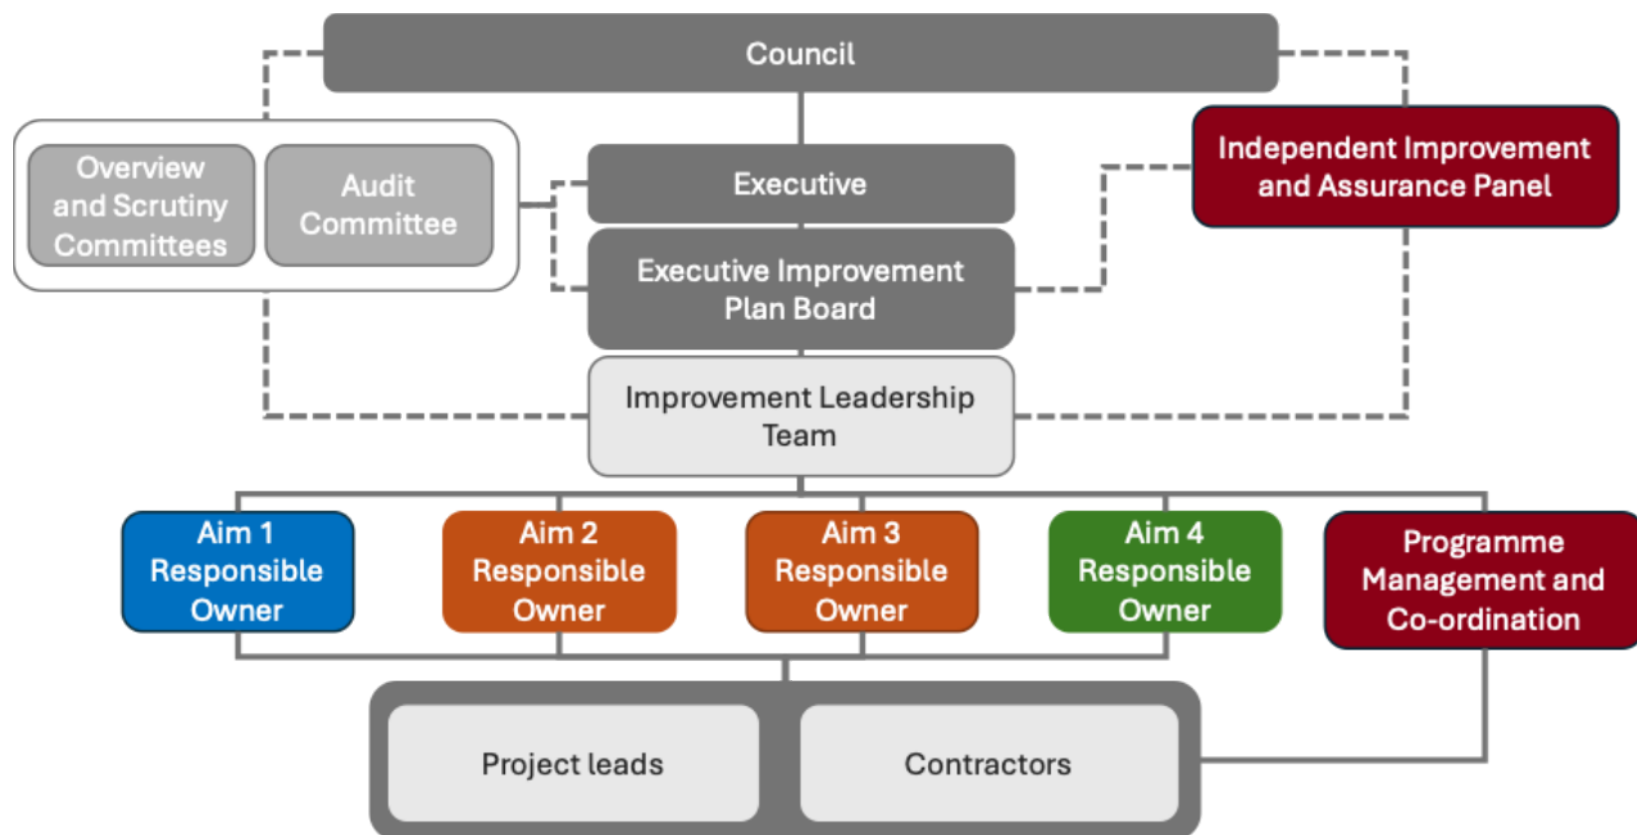 Council
Overview
and Scrutiny
Committees
Audit
Committee
Executive
Independent Improvement
and Assurance Panel
Executive Improvement
Plan Board
Improvement Leadership
Team
Aim 1
Responsible
Owner
Aim 2
Responsible
Owner
Aim 3
Responsible
Owner
Aim 4
Responsible
Owner
Programme
Management and
Co-ordination
Project leads
Contractors